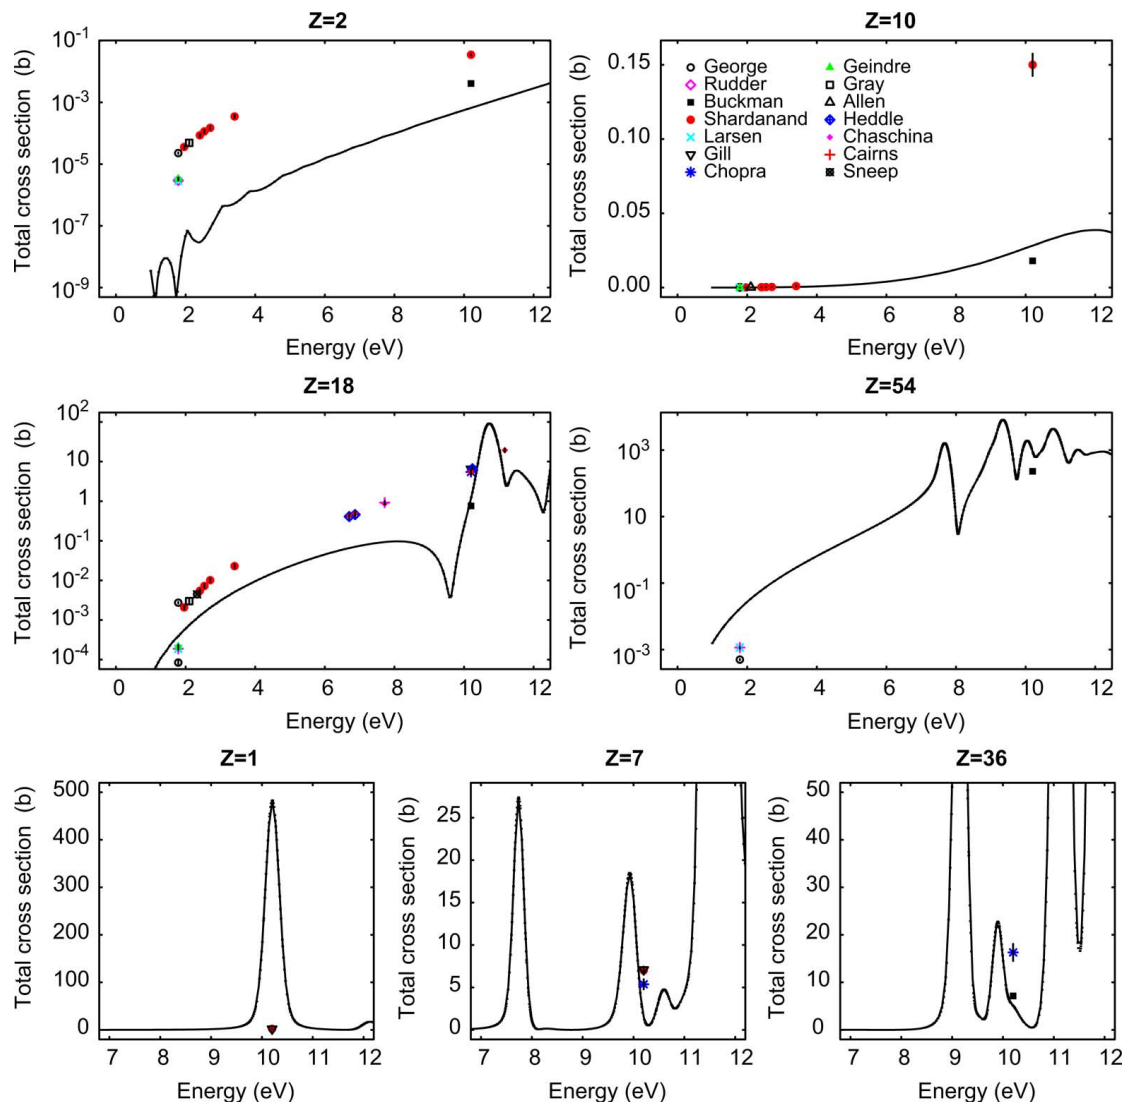 Z=2
Total cross section (b)
10^-1
10^-3
10^-5
10^-7
10^-9
0 2 4 6 8 10 12
Energy (eV)
Z=10
Total cross section (b)
0.15
0.10
0.05
0.00
George
Rudder
Buckman
Shardanand
Larsen
Gill
Chopra
Geindre
Gray
Allen
Heddle
Chaschina
Cairns
Sneep
0 2 4 6 8 10 12
Energy (eV)
Z=18
Total cross section (b)
10^2
10
1
10^-1
10^-2
10^-3
10^-4
0 2 4 6 8 10 12
Energy (eV)
Z=54
Total cross section (b)
10^3
10
10^-1
10^-3
0 2 4 6 8 10 12
Energy (eV)
Z=1
Total cross section (b)
500
400
300
200
100
0
7 8 9 10 11 12
Energy (eV)
Z=7
Total cross section (b)
25
20
15
10
5
0
7 8 9 10 11 12
Energy (eV)
Z=36
Total cross section (b)
50
40
30
20
10
0
7 8 9 10 11 12
Energy (eV)